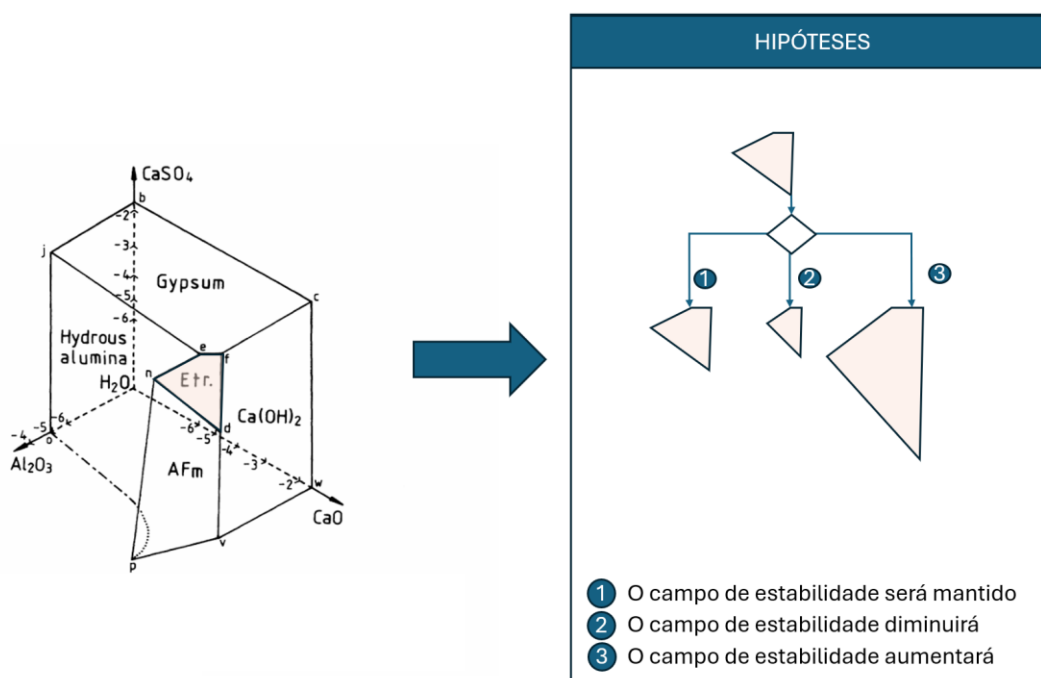 HIPÓTESES
CaSO4
b
-2
-3
j
-4
Gypsum
-5
c
-6
Hydrous
alumina
e
f
n
Etr.
H2O
Ca(OH)2
-6
d
-5
-6
-5
-4
-4
o
-3
Al2O3
AFm
-2
w
CaO
v
p
1
2
3
1 O campo de estabilidade será mantido
2 O campo de estabilidade diminuirá
3 O campo de estabilidade aumentará